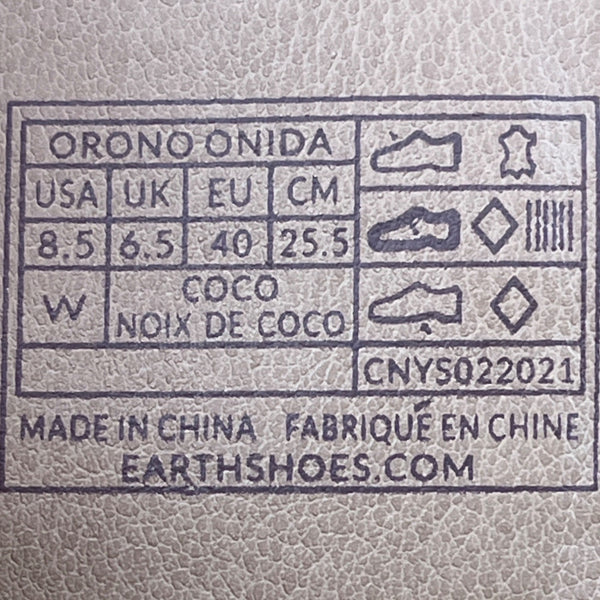 ORONO ONIDA
USA UK EU CM
8.5 6.5 40 25.5
W COCO
NOIX DE COCO
CNYS022021
MADE IN CHINA FABRIQUÉ EN CHINE
EARTHSHOES.COM